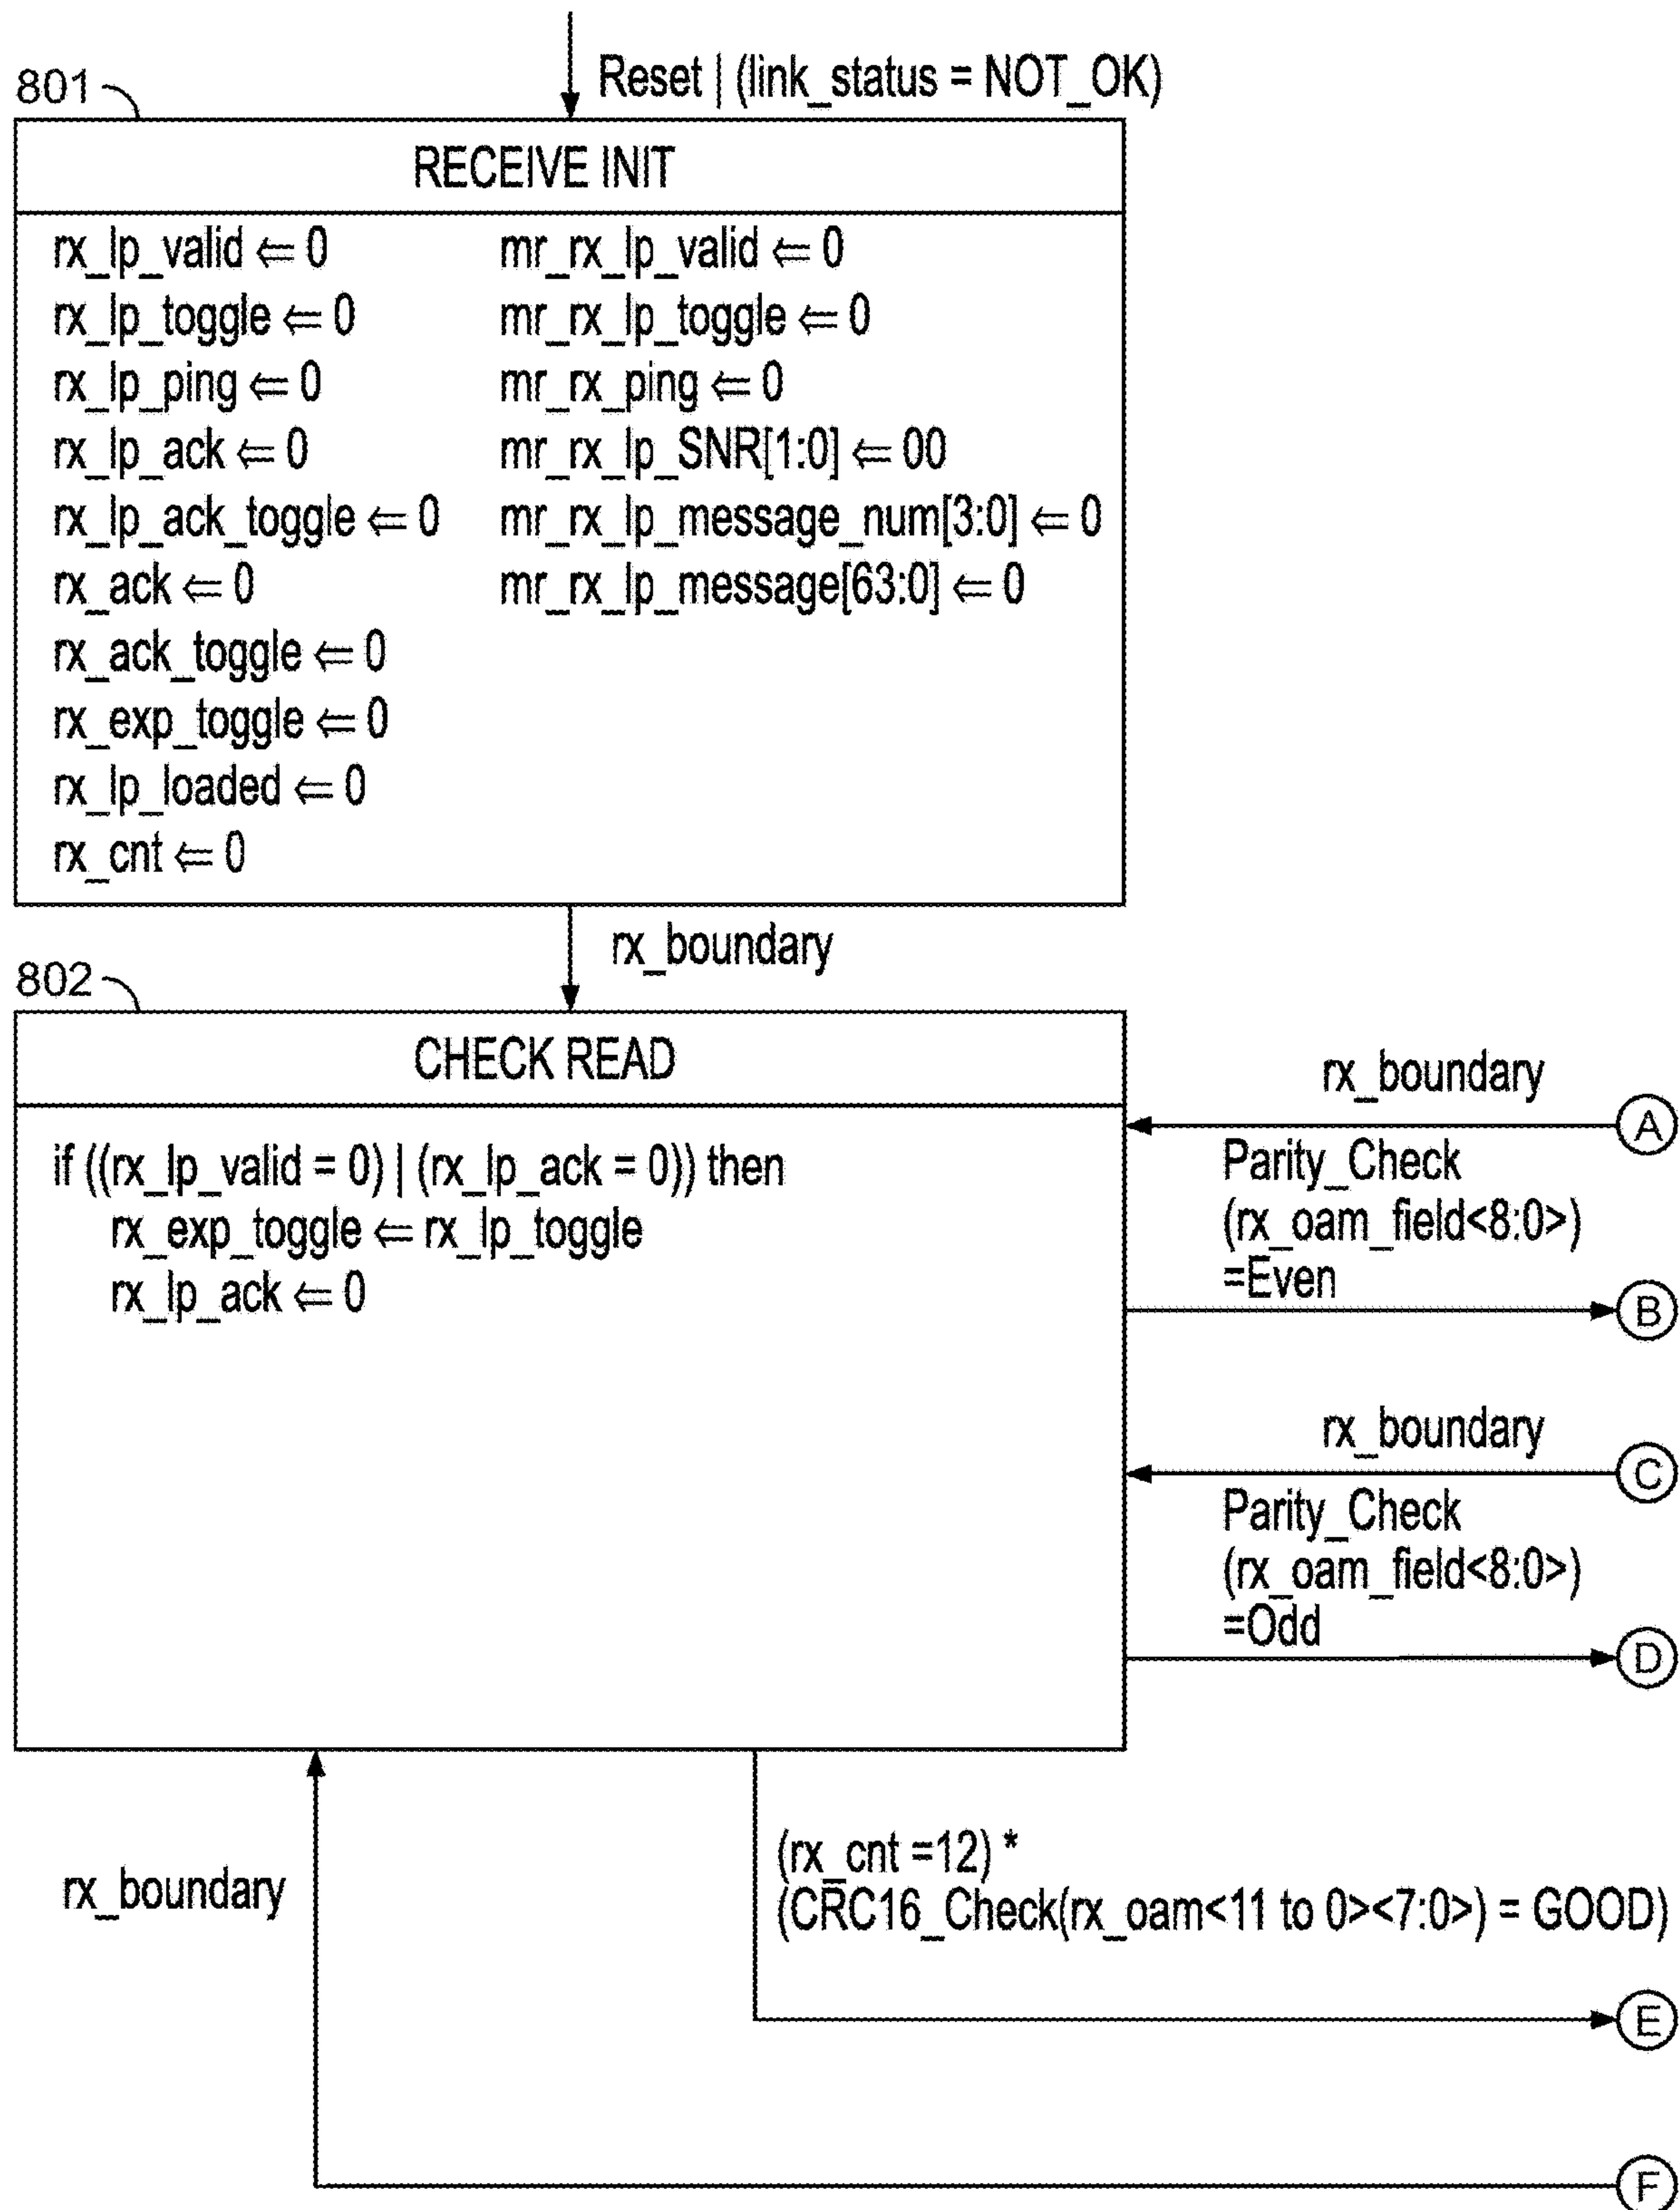 Reset | (link_status = NOT_OK)
801
RECEIVE INIT
rx_lp_valid ⇐ 0 mr_rx_lp_valid ⇐ 0
rx_lp_toggle ⇐ 0 mr_rx_lp_toggle ⇐ 0
rx_lp_ping ⇐ 0 mr_rx_ping ⇐ 0
rx_lp_ack ⇐ 0 mr_rx_lp_SNR[1:0] ⇐ 00
rx_lp_ack_toggle ⇐ 0 mr_rx_lp_message_num[3:0] ⇐ 0
rx_ack ⇐ 0 mr_rx_lp_message[63:0] ⇐ 0
rx_ack_toggle ⇐ 0
rx_exp_toggle ⇐ 0
rx_lp_loaded ⇐ 0
rx_cnt ⇐ 0
rx_boundary
802
CHECK READ
if ((rx_lp_valid = 0) | (rx_lp_ack = 0)) then
rx_exp_toggle ⇐ rx_lp_toggle
rx_lp_ack ⇐ 0
rx_boundary
A
Parity_Check
(rx_oam_field<8:0>)
=Even
B
rx_boundary
C
Parity_Check
(rx_oam_field<8:0>)
=Odd
D
(rx_cnt =12) *
(CRC16_Check(rx_oam<11 to 0><7:0>) = GOOD)
rx_boundary
E
F